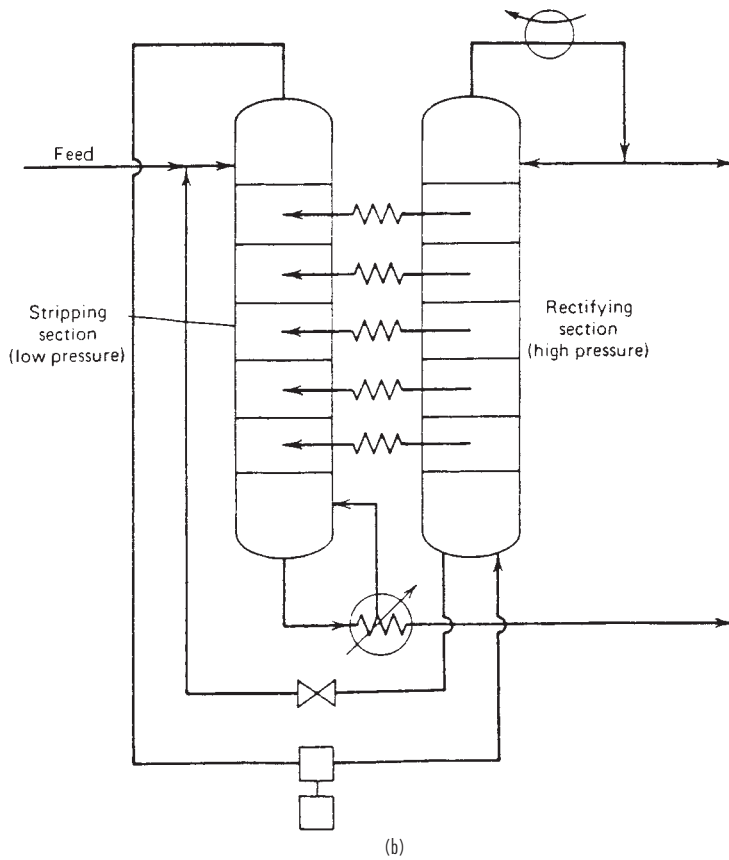 Feed
Stripping
section
(low pressure)
Rectifying
section
(high pressure)
(b)